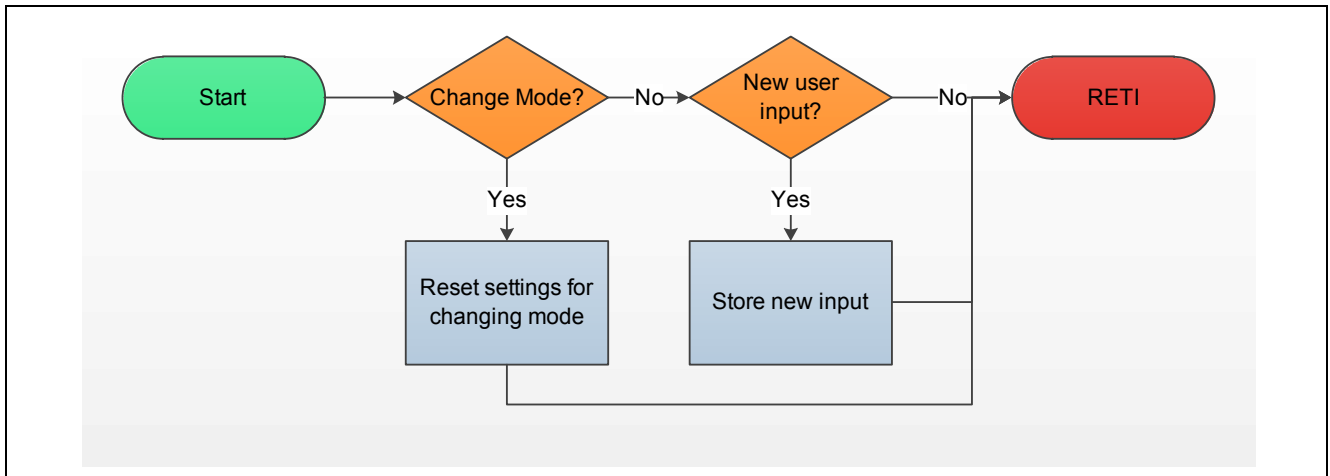 Start
Change Mode?
No
New user
input?
No
RETI
Yes
Yes
Reset settings for
changing mode
Store new input